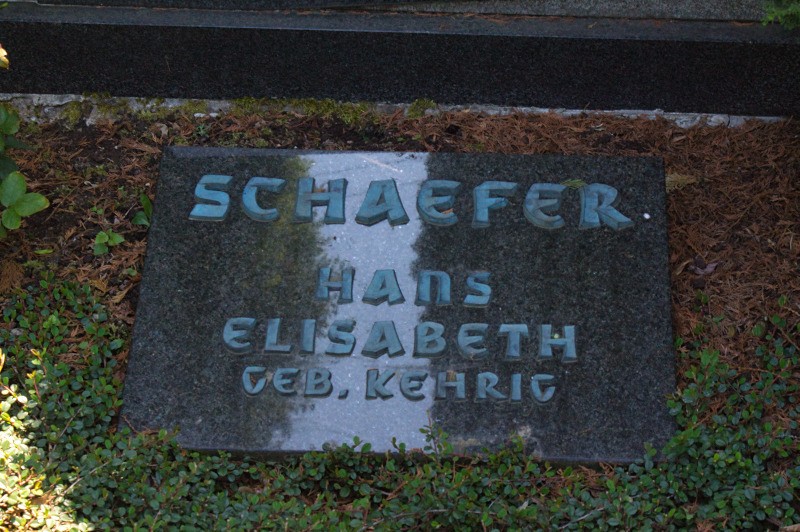 SCHAEFER
HANS
ELISABETH
GEB. KEHRIG